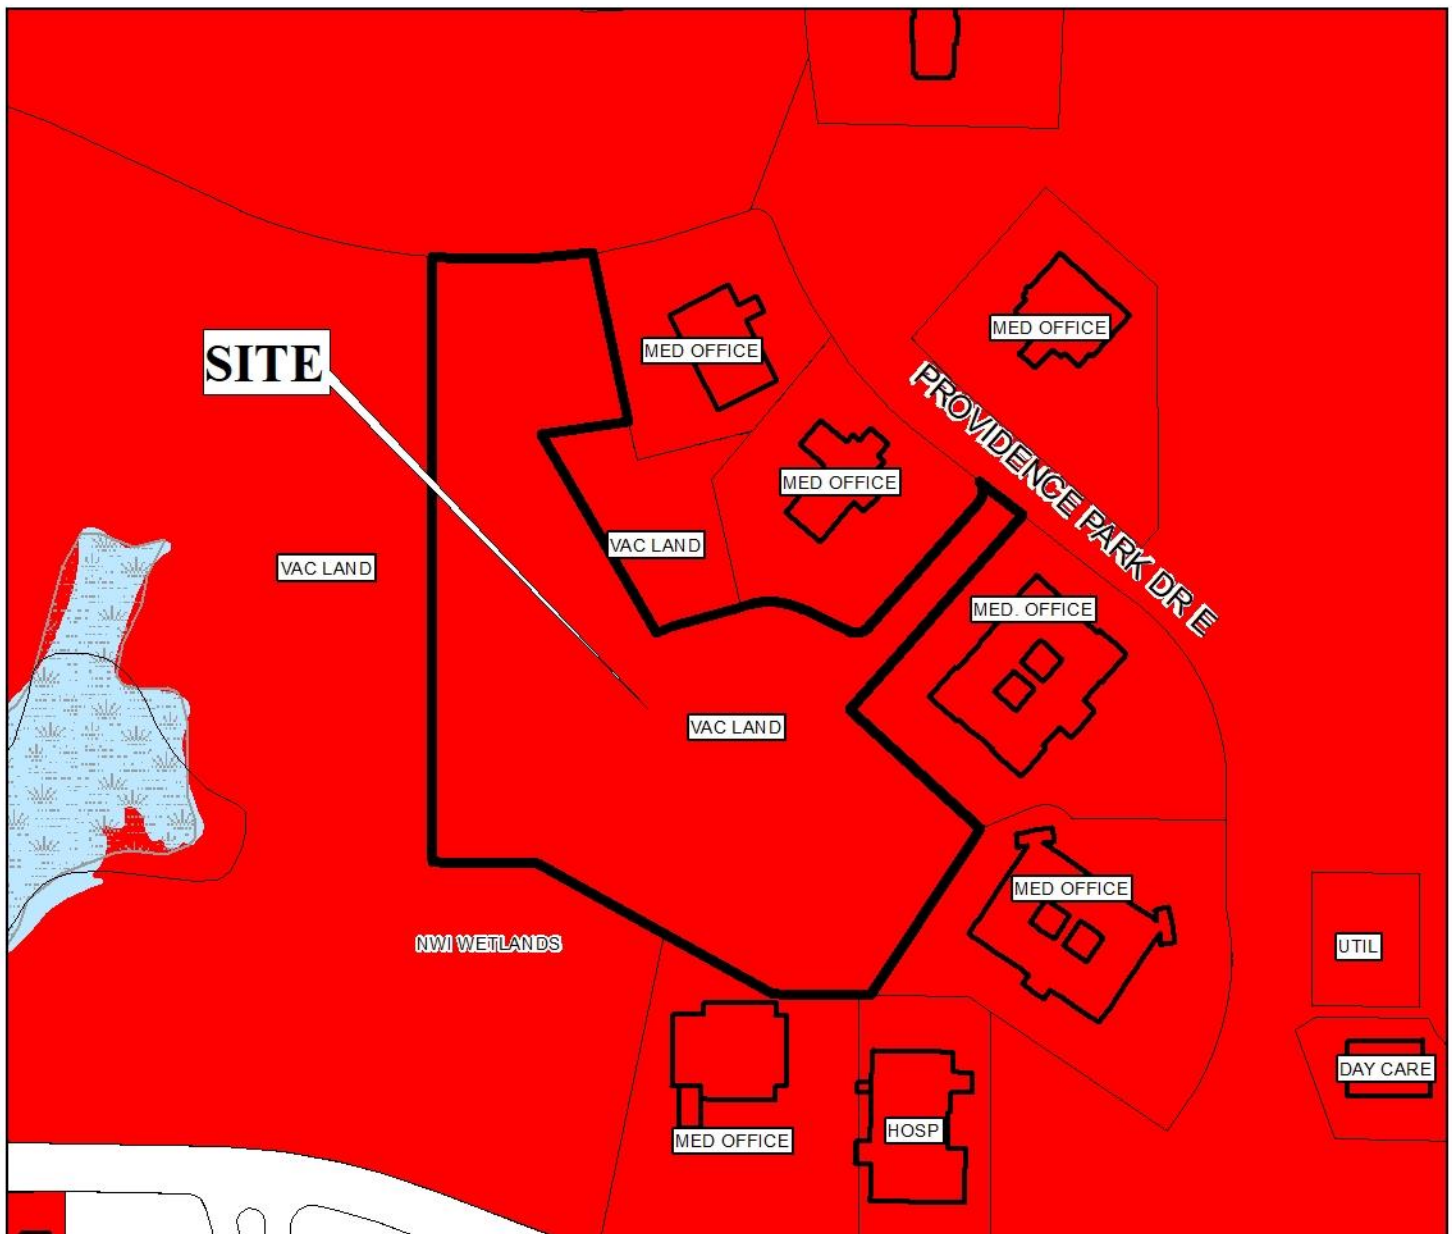 MED OFFICE
SITE
MED OFFICE
PROVIDENCE PARK DR E
MED OFFICE
VAC LAND
VAC LAND
MED. OFFICE
VAC LAND
MED OFFICE
NWI WETLANDS
UTIL
DAY CARE
HOSP
MED OFFICE